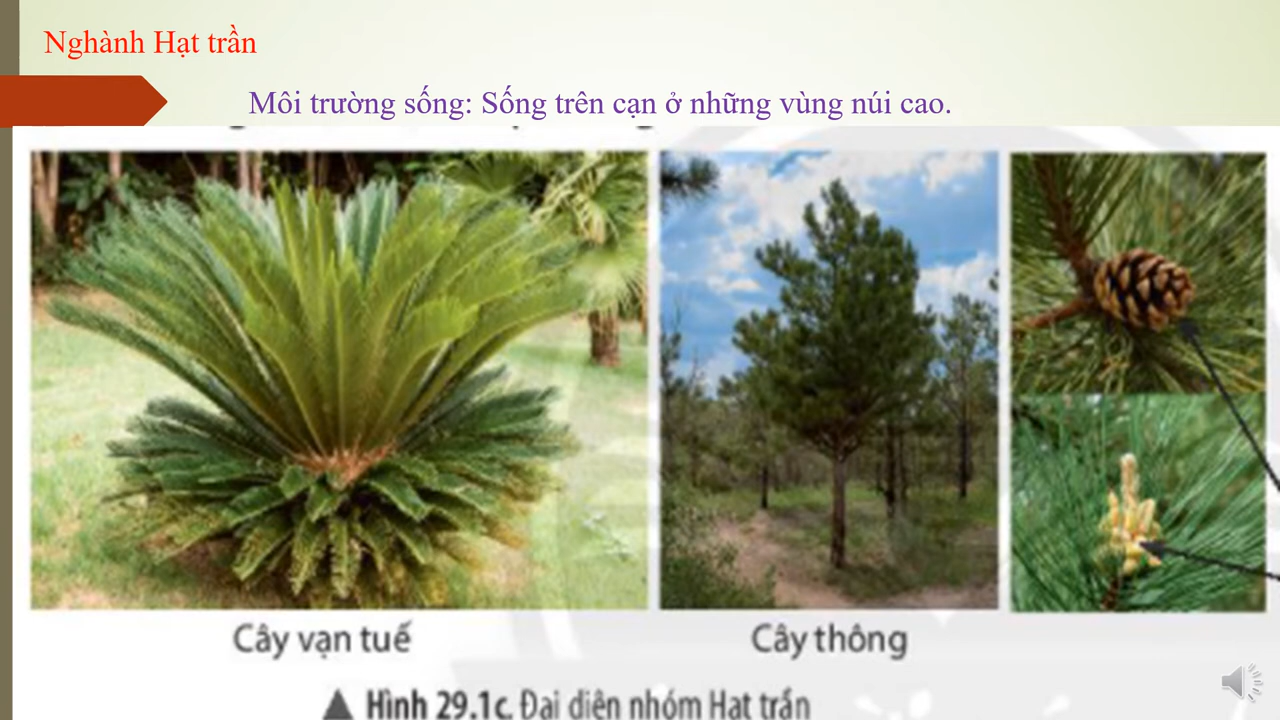 Nghành Hạt trần
Môi trường sống: Sống trên cạn ở những vùng núi cao.
Cây vạn tuế
Cây thông
▲ Hình 29.1c. Đại diện nhóm Hạt trần